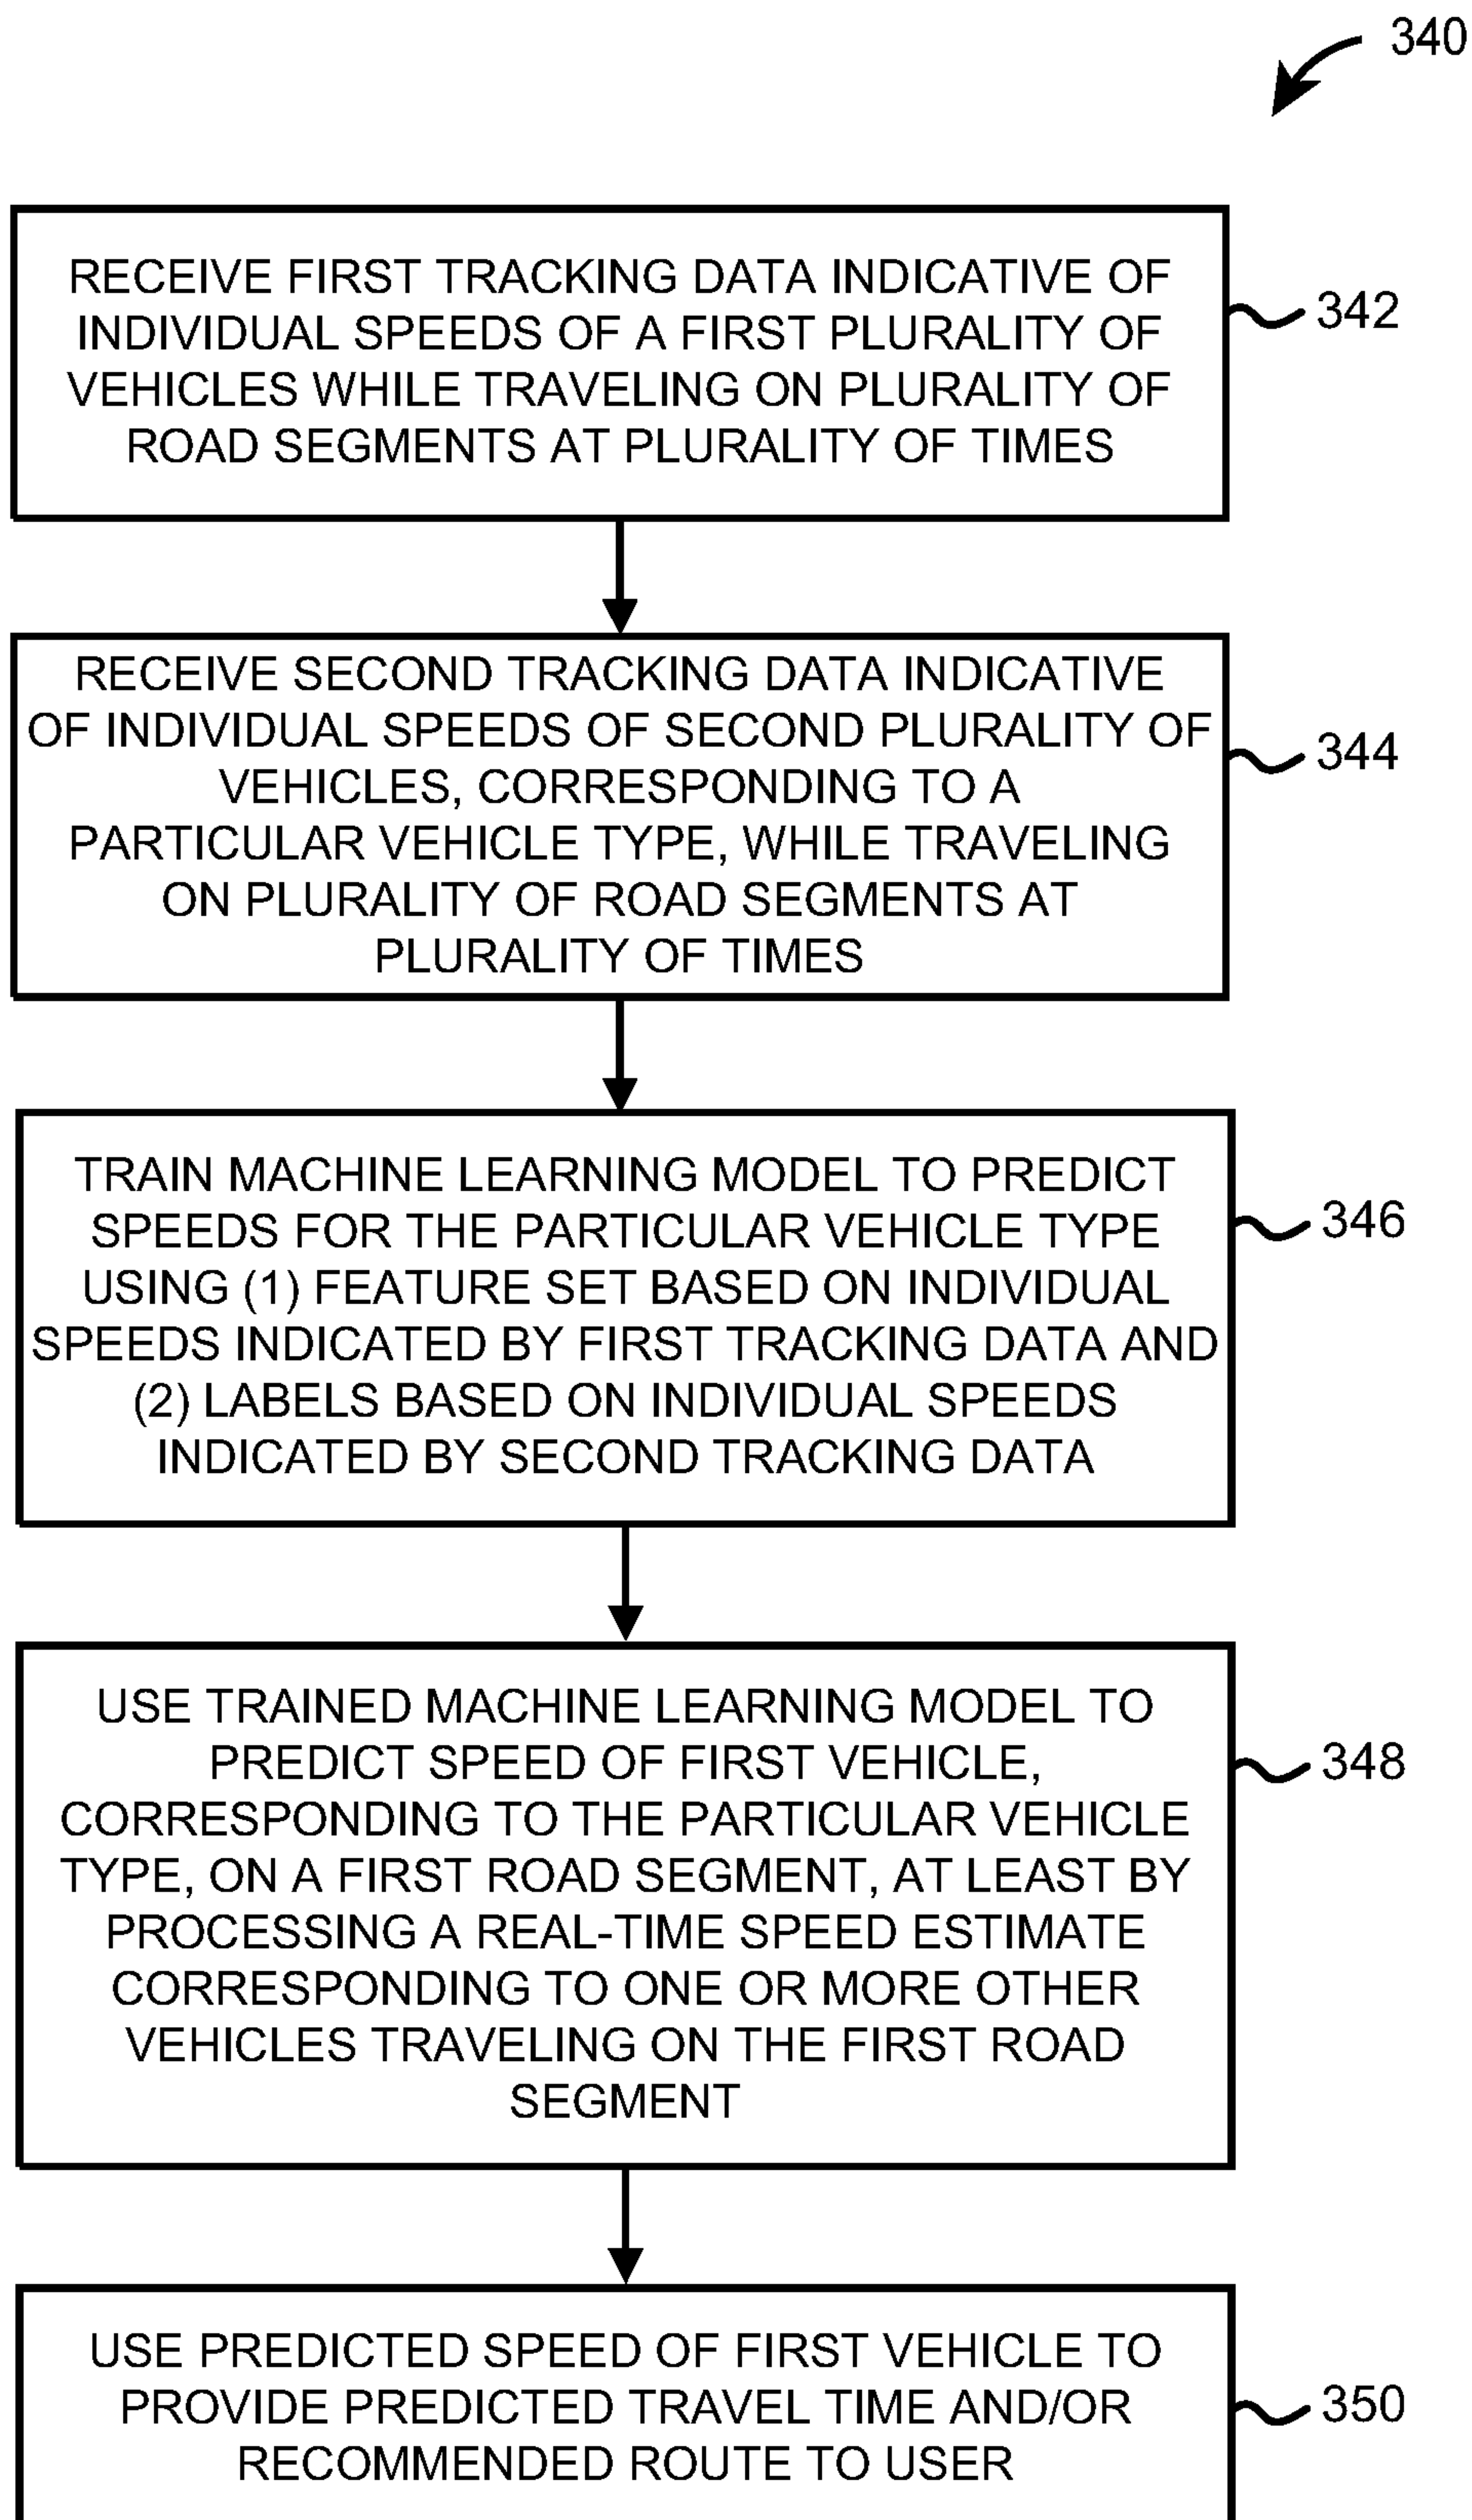 340
RECEIVE FIRST TRACKING DATA INDICATIVE OF
INDIVIDUAL SPEEDS OF A FIRST PLURALITY OF
VEHICLES WHILE TRAVELING ON PLURALITY OF
ROAD SEGMENTS AT PLURALITY OF TIMES
342
RECEIVE SECOND TRACKING DATA INDICATIVE
OF INDIVIDUAL SPEEDS OF SECOND PLURALITY OF
VEHICLES, CORRESPONDING TO A
PARTICULAR VEHICLE TYPE, WHILE TRAVELING
ON PLURALITY OF ROAD SEGMENTS AT
PLURALITY OF TIMES
344
TRAIN MACHINE LEARNING MODEL TO PREDICT
SPEEDS FOR THE PARTICULAR VEHICLE TYPE
USING (1) FEATURE SET BASED ON INDIVIDUAL
SPEEDS INDICATED BY FIRST TRACKING DATA AND
(2) LABELS BASED ON INDIVIDUAL SPEEDS
INDICATED BY SECOND TRACKING DATA
346
USE TRAINED MACHINE LEARNING MODEL TO
PREDICT SPEED OF FIRST VEHICLE,
CORRESPONDING TO THE PARTICULAR VEHICLE
TYPE, ON A FIRST ROAD SEGMENT, AT LEAST BY
PROCESSING A REAL-TIME SPEED ESTIMATE
CORRESPONDING TO ONE OR MORE OTHER
VEHICLES TRAVELING ON THE FIRST ROAD
SEGMENT
348
USE PREDICTED SPEED OF FIRST VEHICLE TO
PROVIDE PREDICTED TRAVEL TIME AND/OR
RECOMMENDED ROUTE TO USER
350